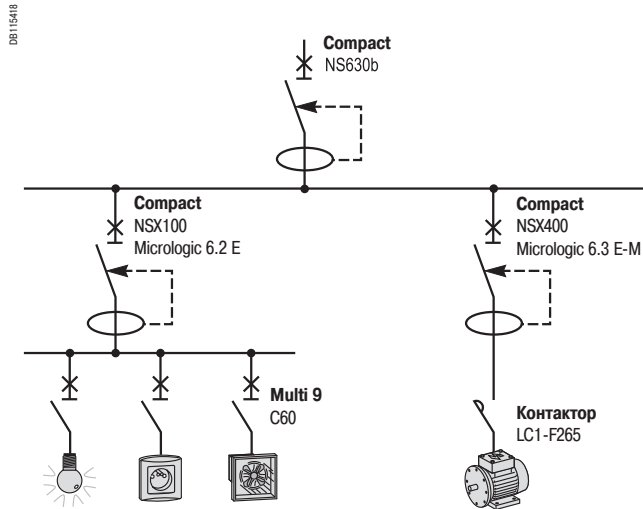 DB115418
Compact
NS630b
Compact
NSX100
Micrologic 6.2 E
Compact
NSX400
Micrologic 6.3 E-M
Multi 9
C60
Контактор
LC1-F265